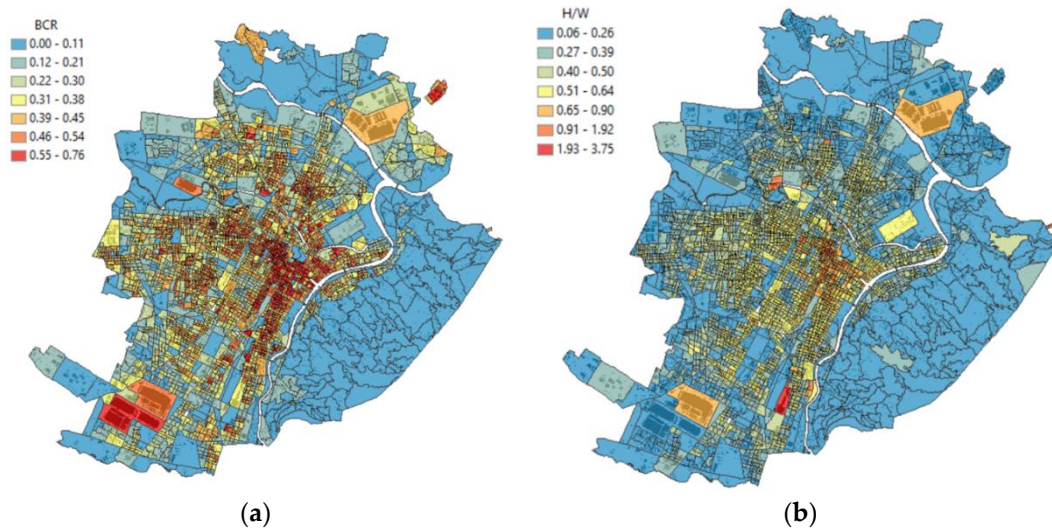 BCR
0.00 - 0.11
0.12 - 0.21
0.22 - 0.30
0.31 - 0.38
0.39 - 0.45
0.46 - 0.54
0.55 - 0.76
H/W
0.06 - 0.26
0.27 - 0.39
0.40 - 0.50
0.51 - 0.64
0.65 - 0.90
0.91 - 1.92
1.93 - 3.75
(a)
(b)